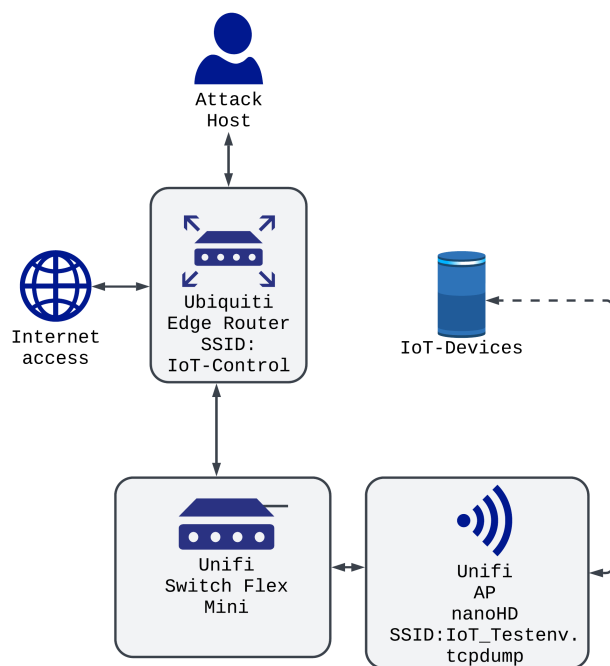 Attack
Host
Ubiquiti
Edge Router
SSID:
IoT-Control
Internet
access
IoT-Devices
Unifi
Switch Flex
Mini
Unifi
AP
nanoHD
SSID:IoT_Testenv.
tcpdump